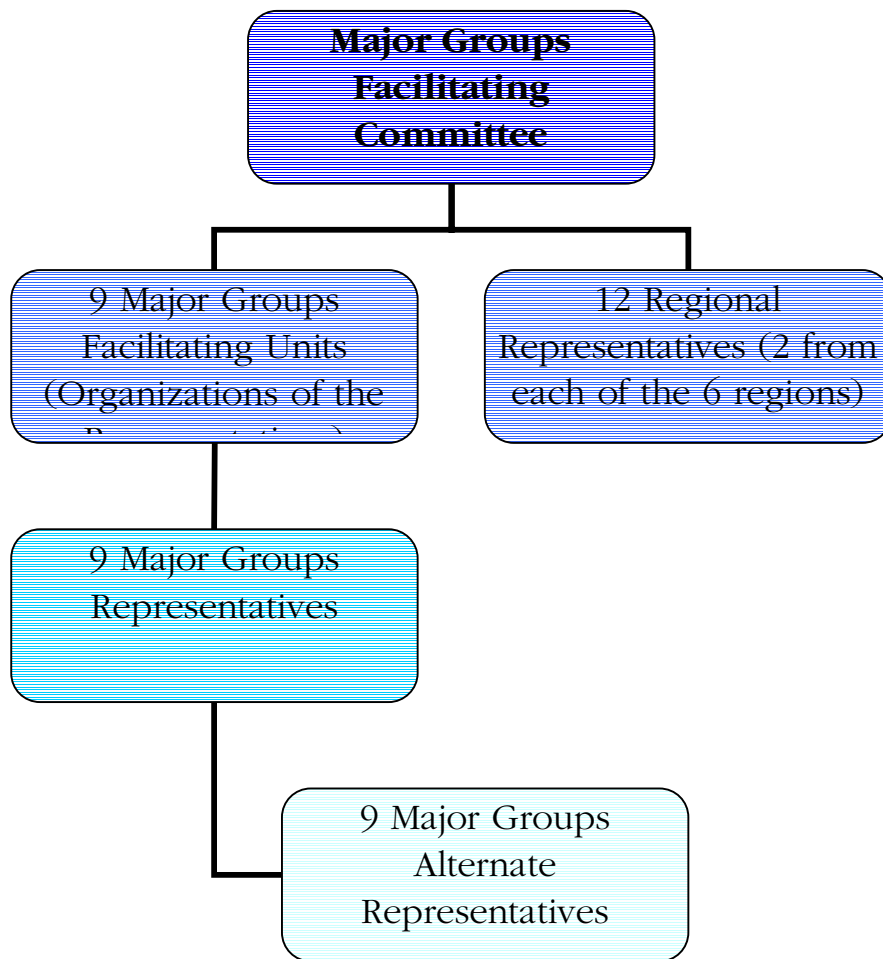 Major Groups
Facilitating
Committee
9 Major Groups
Facilitating Units
(Organizations of the
12 Regional
Representatives (2 from
each of the 6 regions)
9 Major Groups
Representatives
9 Major Groups
Alternate
Representatives